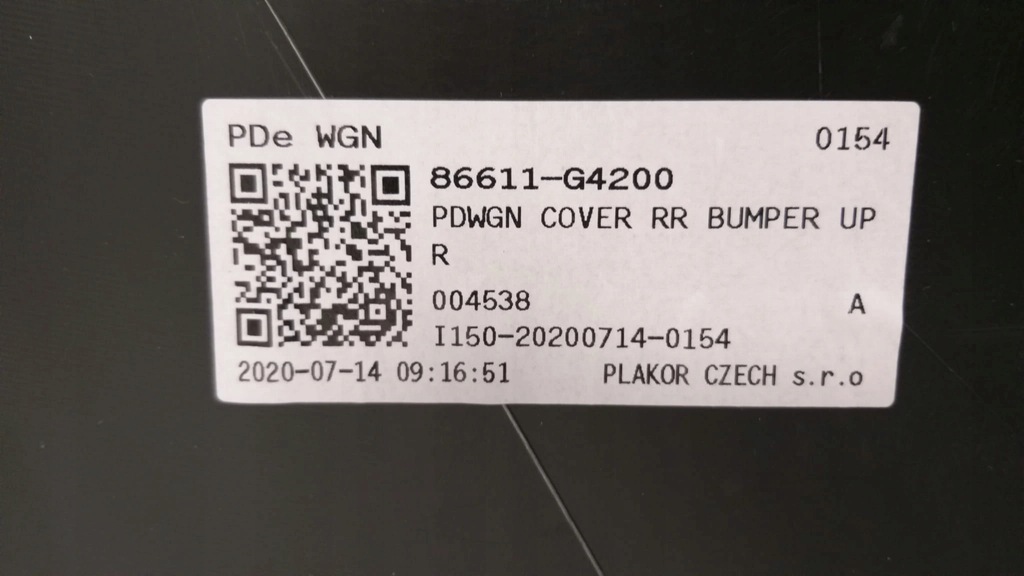 PDe WGN 0154
86611-G4200
PDWGN COVER RR BUMPER UP
R
004538 A
I150-20200714-0154
2020-07-14 09:16:51 PLAKOR CZECH s.r.o